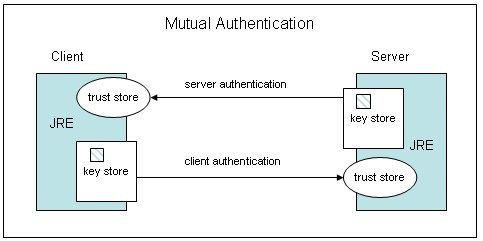 Mutual Authentication
Client
Server
server authentication
trust store
key store
JRE
JRE
client authentication
key store
trust store